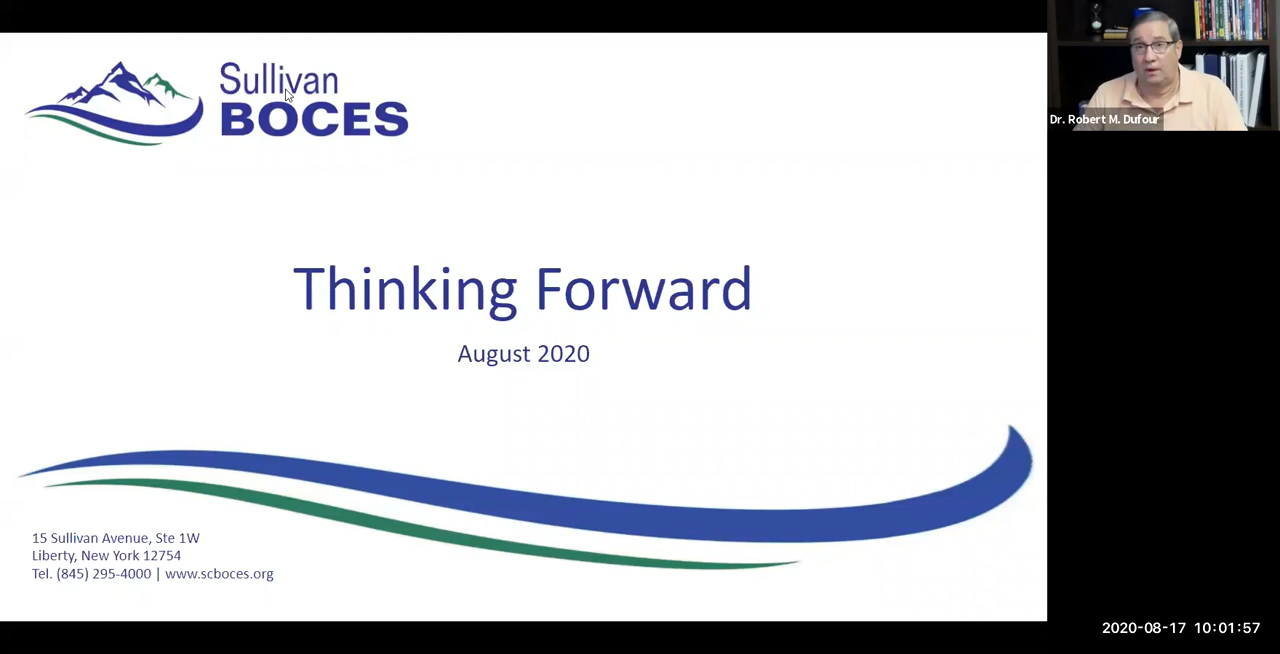 Sullivan
BOCES
Thinking Forward
August 2020
15 Sullivan Avenue, Ste 1W
Liberty, New York 12754
Tel. (845) 295-4000 | www.scboces.org
Dr. Robert M. Dufour
2020-08-17 10:01:57